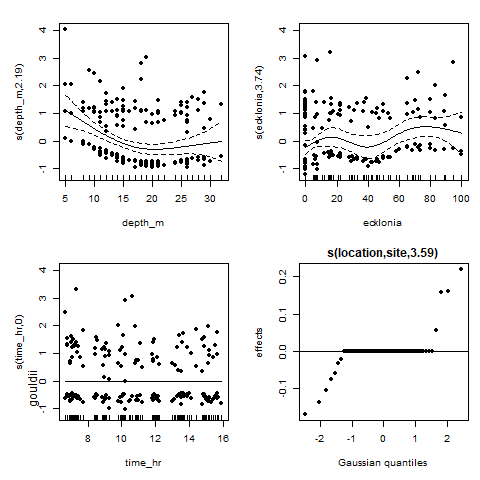 s(depth_m,2.19)
4
3
2
1
0
-1
5 10 15 20 25 30
depth_m
s(ecklonia,3.74)
4
3
2
1
0
-1
0 20 40 60 80 100
ecklonia
gouldii
s(time_hr,0)
4
3
2
1
0
-1
8 10 12 14 16
time_hr
s(location,site,3.59)
effects
0.2
0.1
0.0
-0.1
-2 -1 0 1 2
Gaussian quantiles